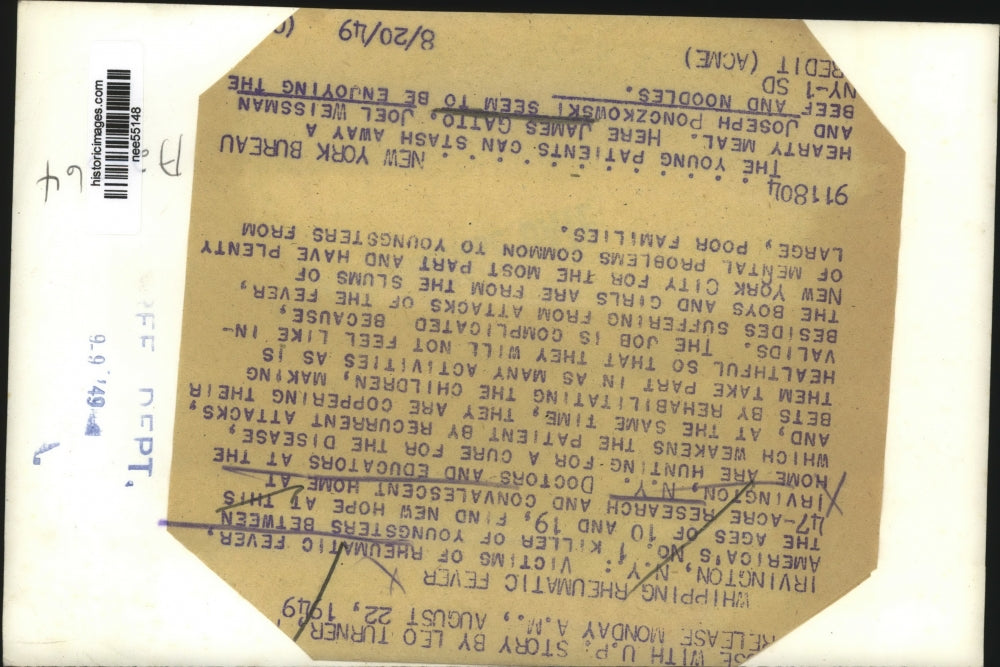 SE WITH U.P. STORY BY LEO TURNER
RELEASE MONDAY A.M., AUGUST 22, 1949
WHIPPING RHEUMATIC FEVER
IRVINGTON, N.Y.: VICTIMS OF RHEUMATIC FEVER,
AMERICA'S NO. 1 KILLER OF YOUNGSTERS BETWEEN
THE AGES OF 10 AND 19, FIND NEW HOPE AT THIS
47-ACRE RESEARCH AND CONVALESCENT HOME AT
IRVINGTON, N.Y. DOCTORS AND EDUCATORS AT THE
HOME ARE HUNTING FOR A CURE FOR THE DISEASE,
WHICH WEAKENS THE PATIENT BY RECURRENT ATTACKS,
AND, AT THE SAME TIME, THEY ARE COPPERING THEIR
BETS BY REHABILITATING THE CHILDREN, MAKING
THEM TAKE PART IN AS MANY ACTIVITIES AS IS
HEALTHFUL SO THAT THEY WILL NOT FEEL LIKE IN-
VALIDS. THE JOB IS COMPLICATED BECAUSE,
BESIDES SUFFERING FROM ATTACKS OF THE FEVER,
THE BOYS AND GIRLS ARE FROM THE SLUMS OF
NEW YORK CITY FOR THE MOST PART AND HAVE PLENTY
OF MENTAL PROBLEMS COMMON TO YOUNGSTERS FROM
LARGE, POOR FAMILIES.
911804 NEW YORK BUREAU
THE YOUNG PATIENTS CAN STASH AWAY A
HEARTY MEAL. HERE JAMES GATTO, JOEL WEISSMAN
AND JOSEPH PONCZKOWSKI SEEM TO BE ENJOYING THE
BEEF AND NOODLES.
NY-1 SD
REDIT (ACME) 8/20/49 (
REF DEPT.
9 9 '49
64
historicimages.com
nee55148